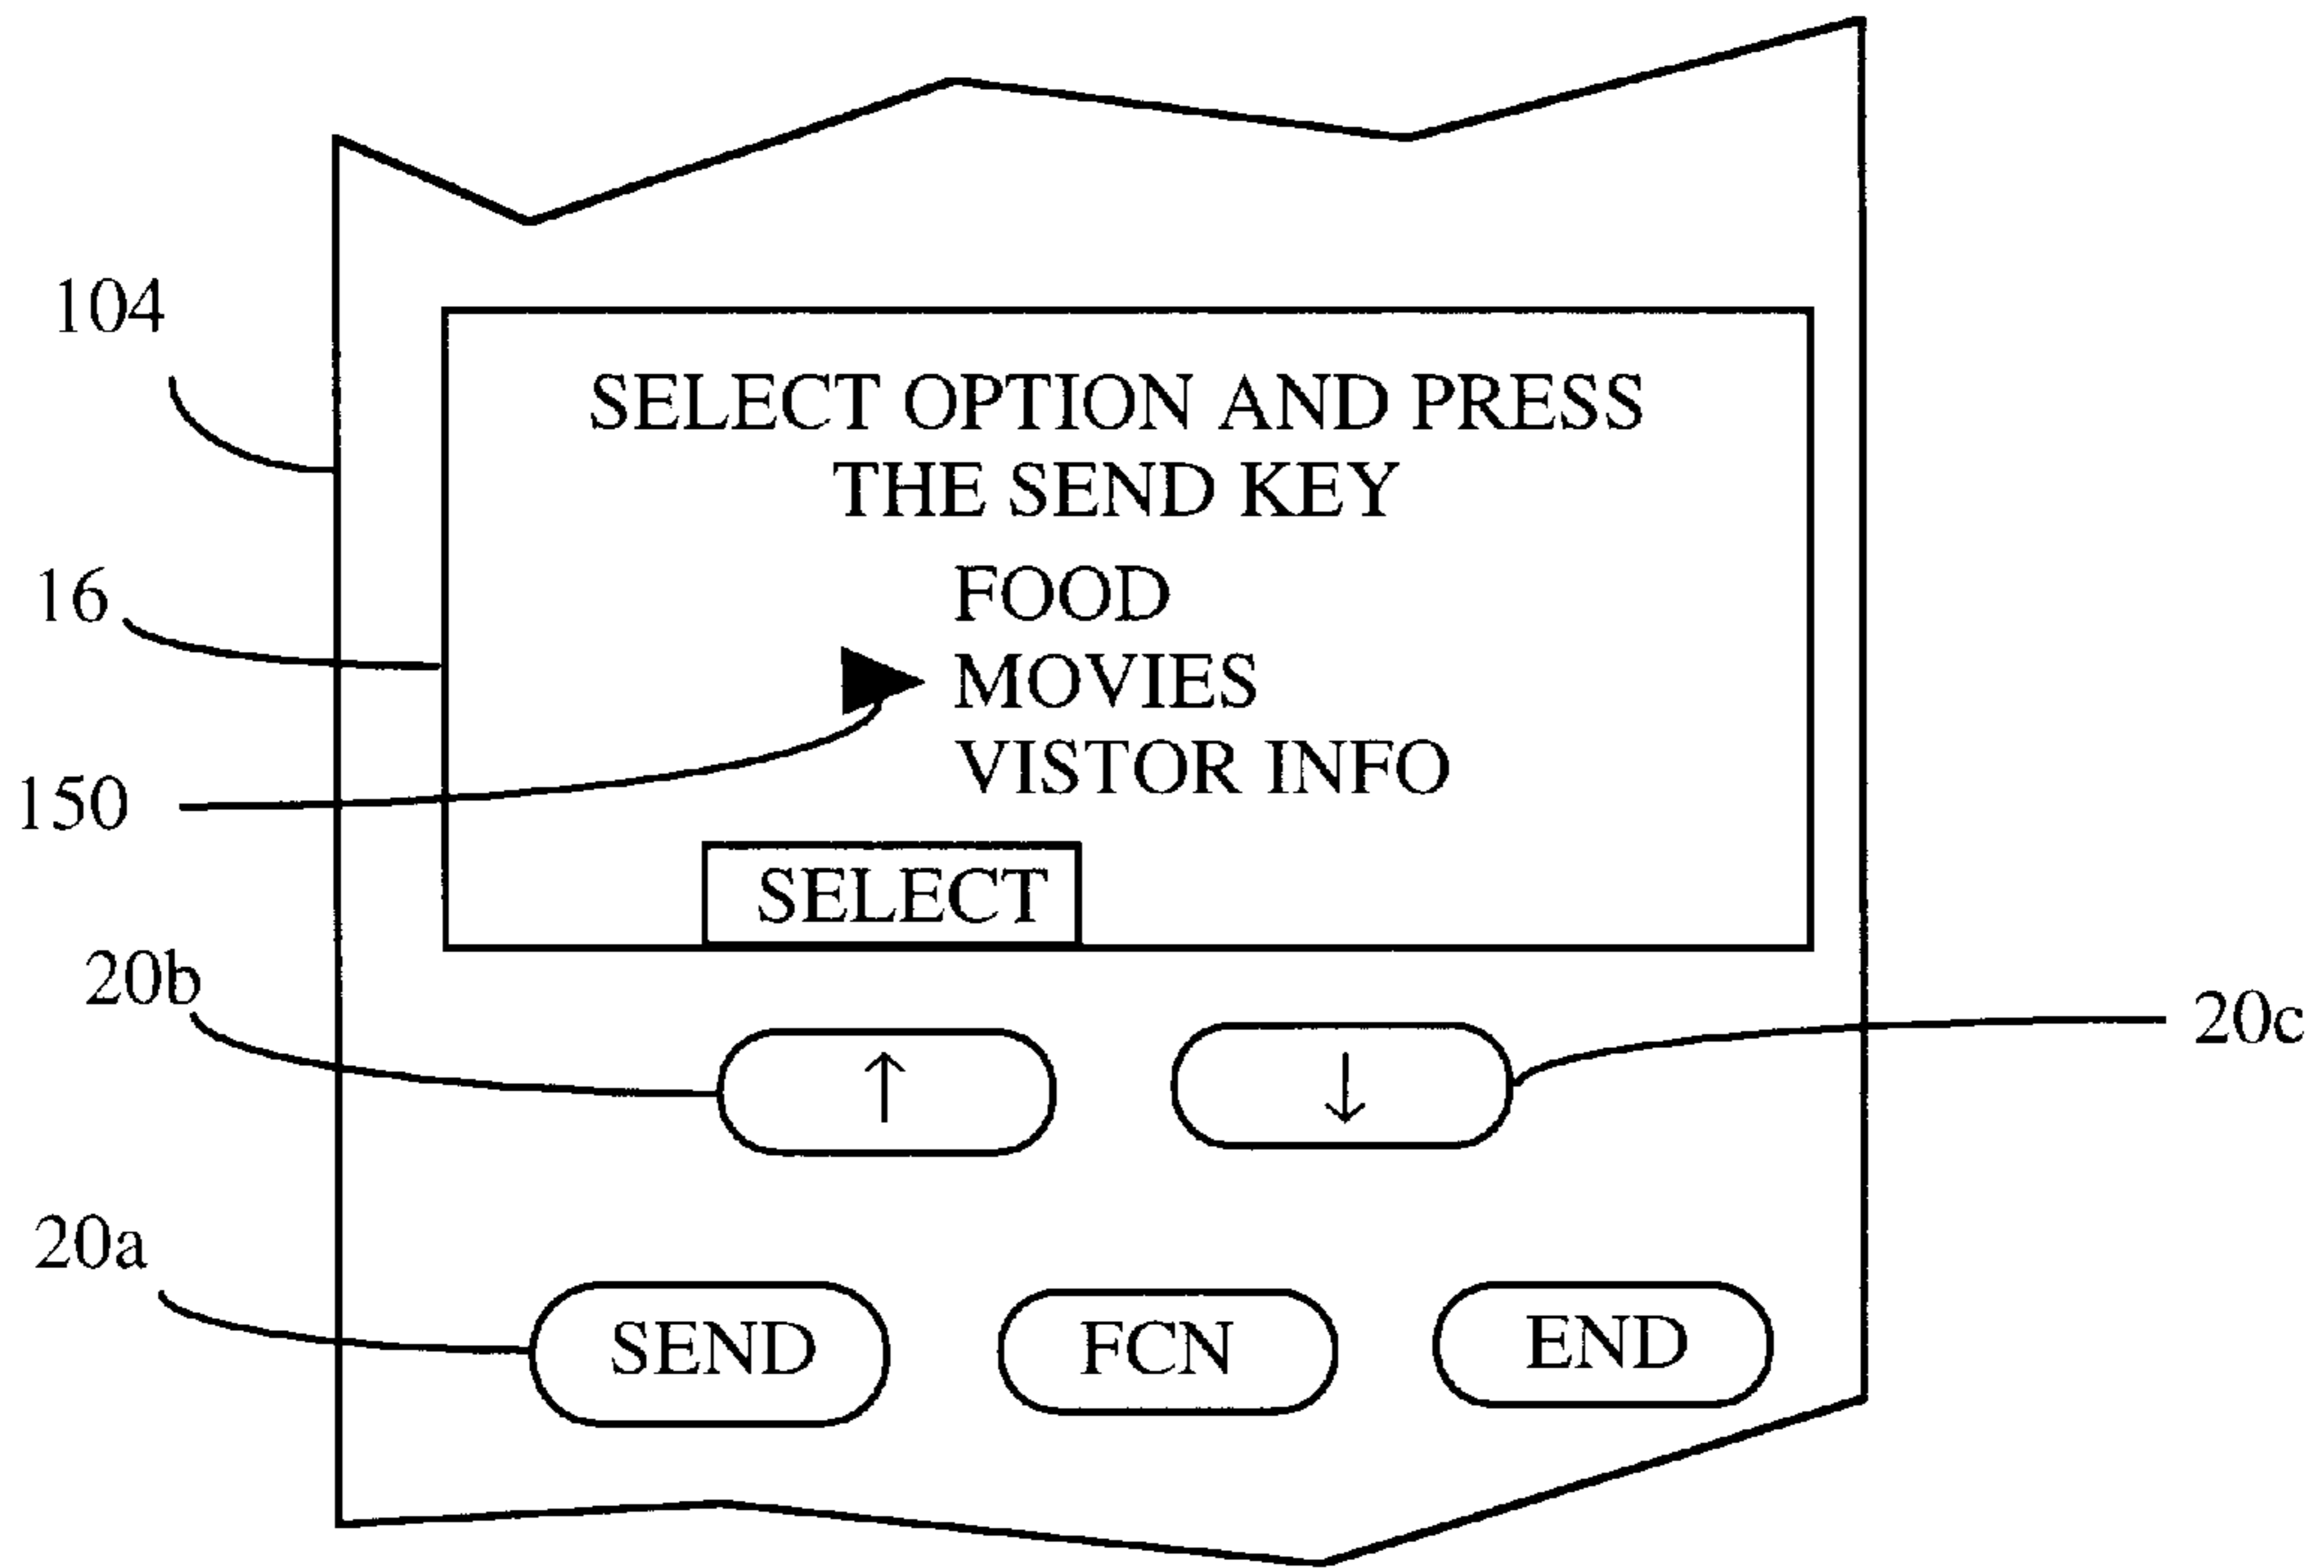 104
SELECT OPTION AND PRESS
THE SEND KEY
16
FOOD
MOVIES
VISTOR INFO
150
SELECT
20b
20c
↑
↓
20a
SEND
FCN
END